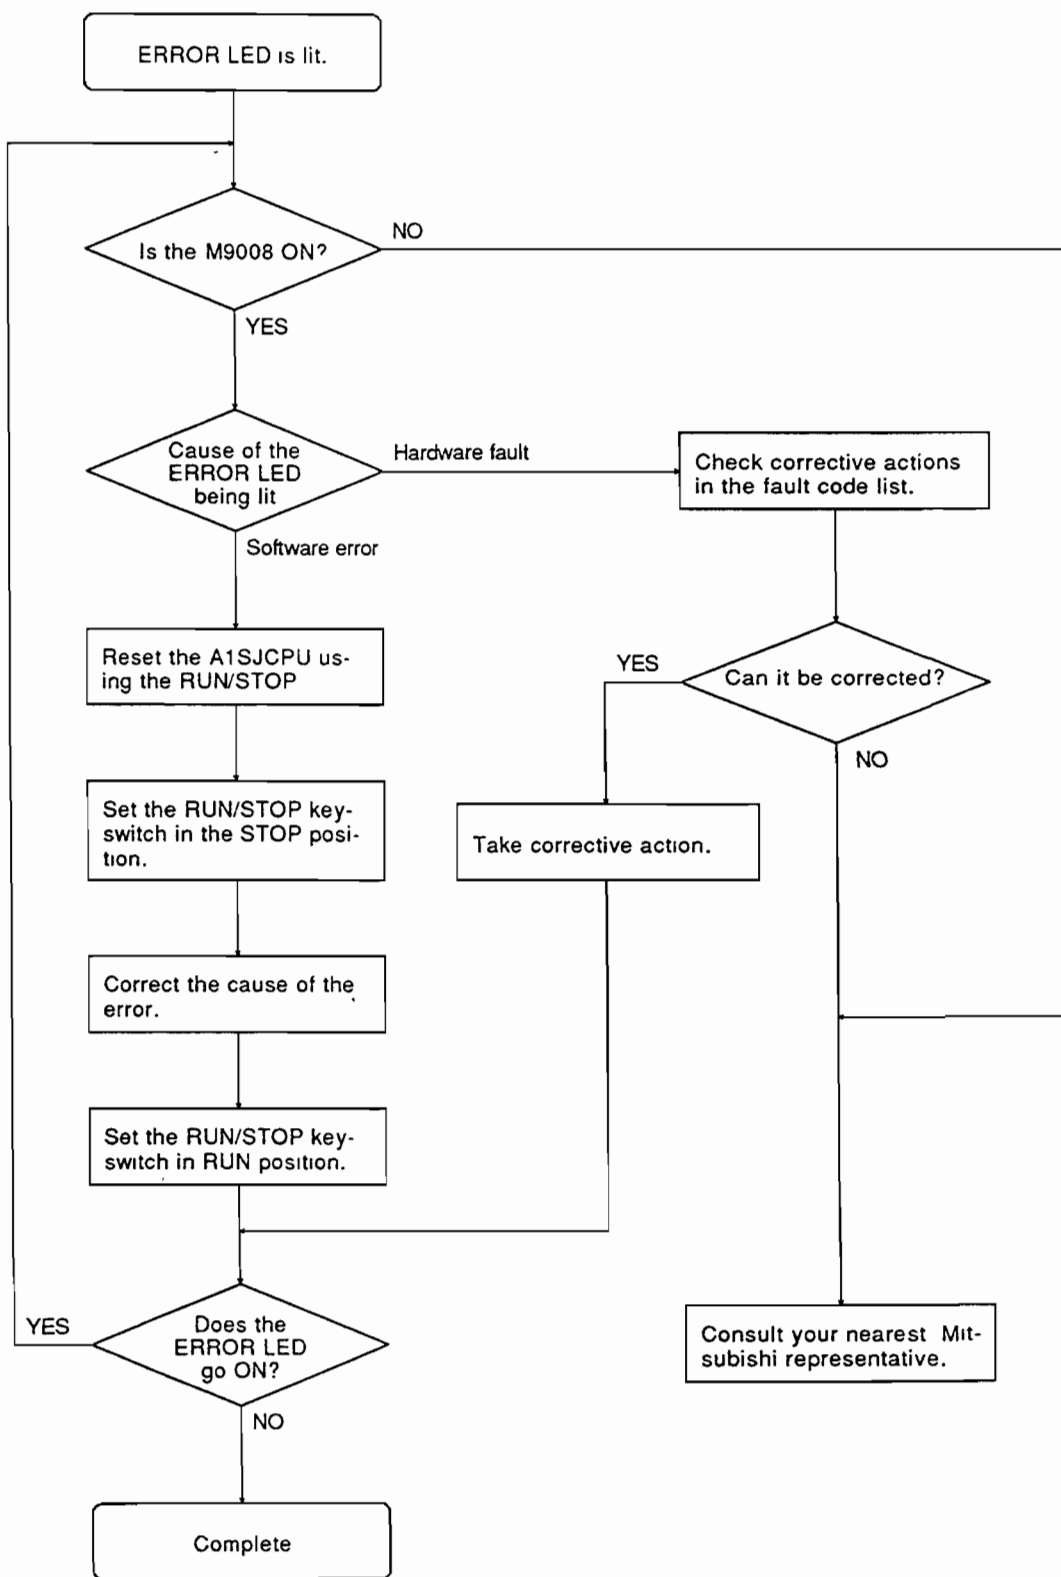 ERROR LED is lit.
Is the M9008 ON?
NO
YES
Cause of the
ERROR LED
being lit
Hardware fault
Software error
Check corrective actions
in the fault code list.
Reset the A1SJCPU us-
ing the RUN/STOP
YES
Can it be corrected?
NO
Set the RUN/STOP key-
switch in the STOP posi-
tion.
Take corrective action.
Correct the cause of the
error.
Set the RUN/STOP key-
switch in RUN position.
YES
Does the
ERROR LED
go ON?
NO
Consult your nearest Mit-
subishi representative.
Complete